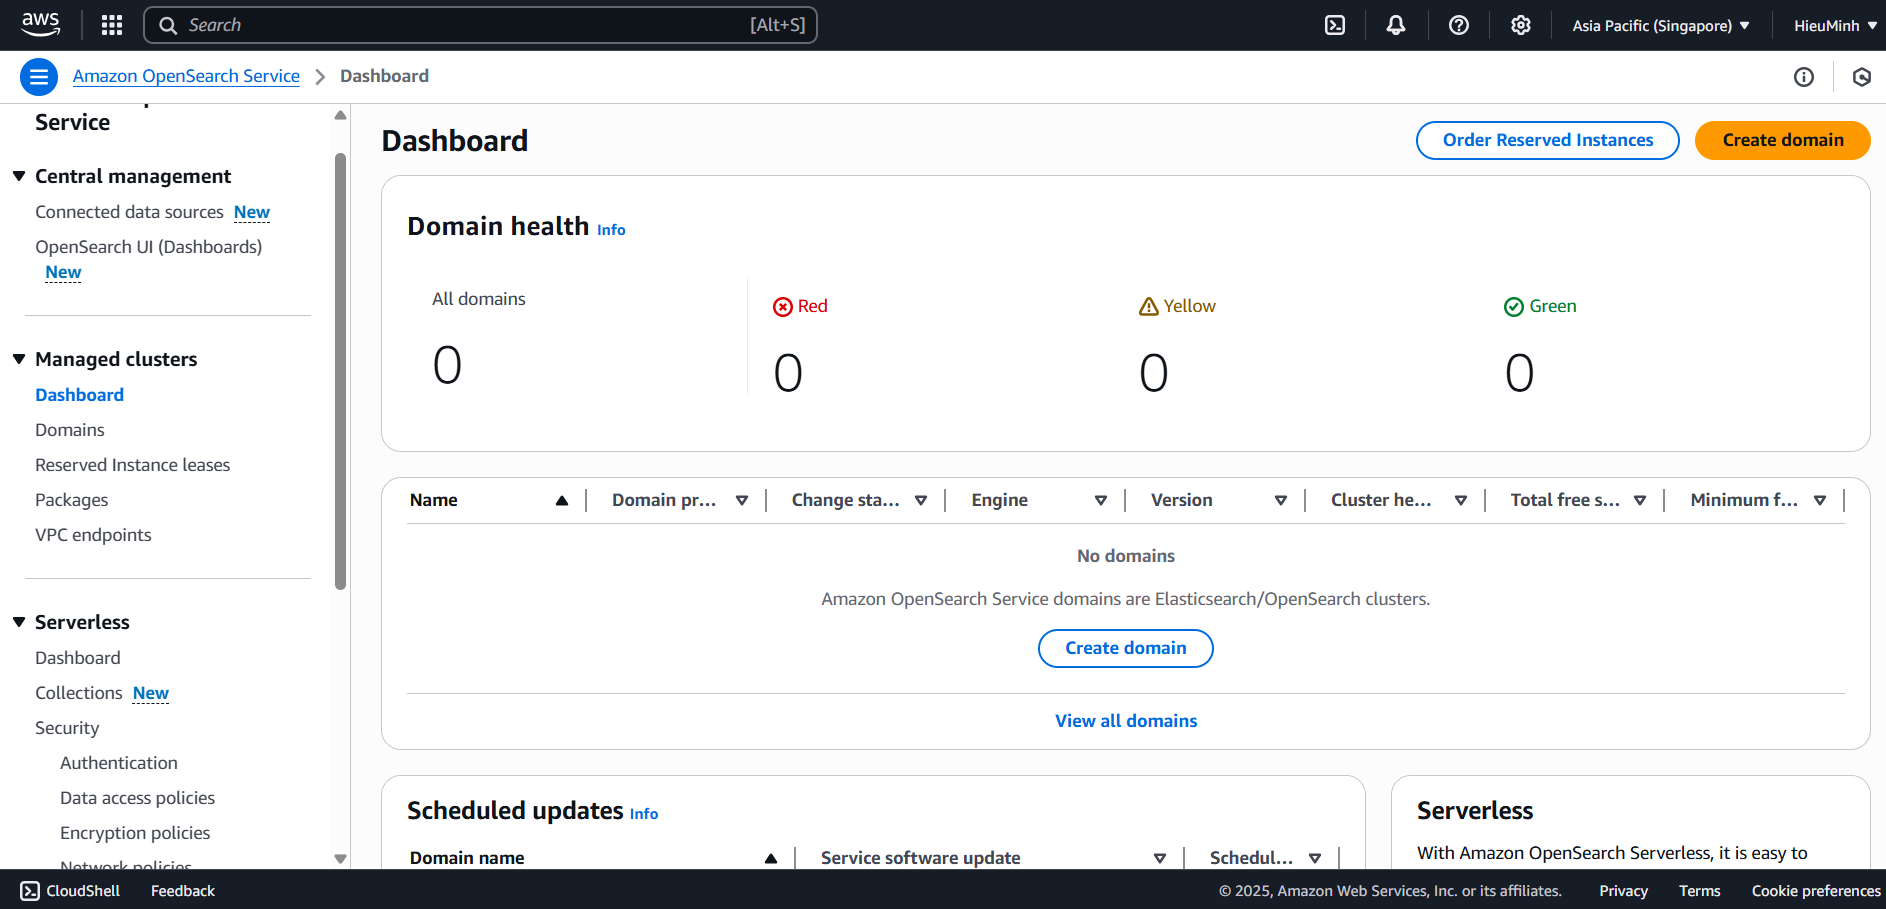 aws
Search
[Alt+S]
Asia Pacific (Singapore)
HieuMinh
Amazon OpenSearch Service
Dashboard
Service
Central management
Connected data sources New
OpenSearch UI (Dashboards)
New
Managed clusters
Dashboard
Domains
Reserved Instance leases
Packages
VPC endpoints
Serverless
Dashboard
Collections New
Security
Authentication
Data access policies
Encryption policies
Network policies
Dashboard
Order Reserved Instances
Create domain
Domain health Info
All domains
0
Red
0
Yellow
0
Green
0
Name
Domain pr...
Change sta...
Engine
Version
Cluster he...
Total free s...
Minimum f...
No domains
Amazon OpenSearch Service domains are Elasticsearch/OpenSearch clusters.
Create domain
View all domains
Scheduled updates Info
Domain name
Service software update
Schedul...
Serverless
With Amazon OpenSearch Serverless, it is easy to
CloudShell
Feedback
© 2025, Amazon Web Services, Inc. or its affiliates.
Privacy
Terms
Cookie preferences